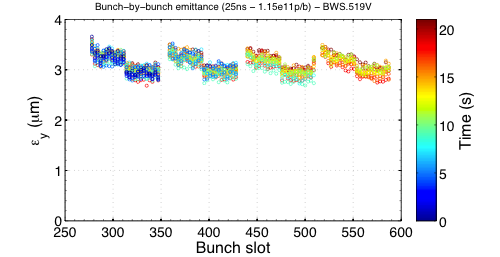 Bunch−by−bunch emittance (25ns − 1.15e11p/b) − BWS.519V
4
3
2
1
0
ε_y (μm)
250 300 350 400 450 500 550 600
Bunch slot
20
15
10
5
0
Time (s)